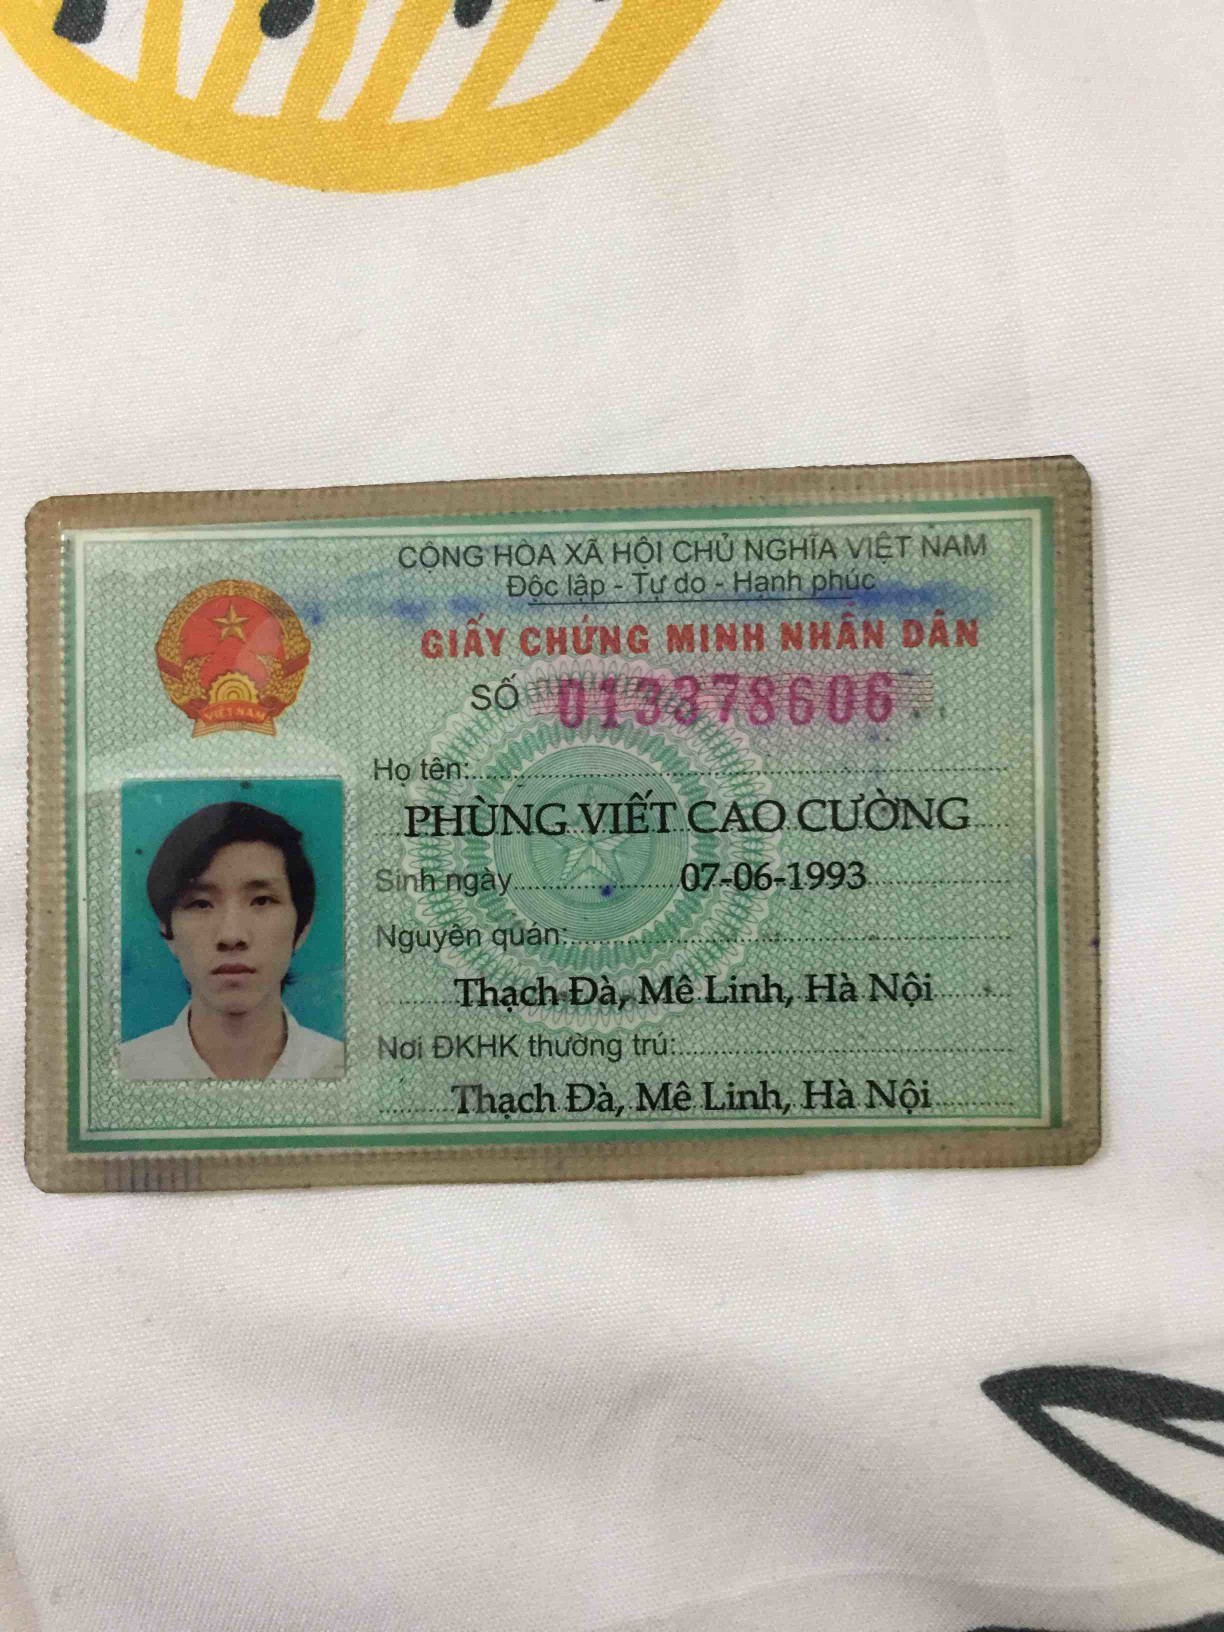 CỘNG HÒA XÃ HỘI CHỦ NGHĨA VIỆT NAM
Độc lập - Tự do - Hạnh phúc
GIẤY CHỨNG MINH NHÂN DÂN
SỐ 013378606
VIỆT NAM
Họ tên:
PHÙNG VIẾT CAO CƯỜNG
Sinh ngày 07-06-1993
Nguyên quán:
Thạch Đà, Mê Linh, Hà Nội
Nơi ĐKHK thường trú:
Thạch Đà, Mê Linh, Hà Nội